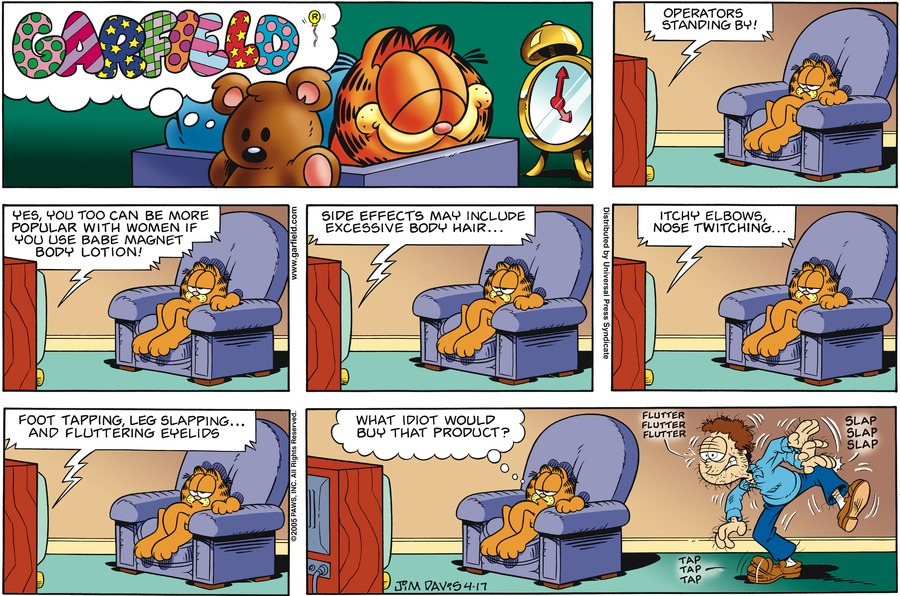 GARFIELD
®
OPERATORS
STANDING BY!
YES, YOU TOO CAN BE MORE
POPULAR WITH WOMEN IF
YOU USE BABE MAGNET
BODY LOTION!
www.garfield.com
SIDE EFFECTS MAY INCLUDE
EXCESSIVE BODY HAIR...
Distributed by Universal Press Syndicate
ITCHY ELBOWS,
NOSE TWITCHING...
FOOT TAPPING, LEG SLAPPING...
AND FLUTTERING EYELIDS
©2005 PAWS, INC. All Rights Reserved.
WHAT IDIOT WOULD
BUY THAT PRODUCT?
JIM DAVIS 4·17
FLUTTER
FLUTTER
FLUTTER
SLAP
SLAP
SLAP
TAP
TAP
TAP